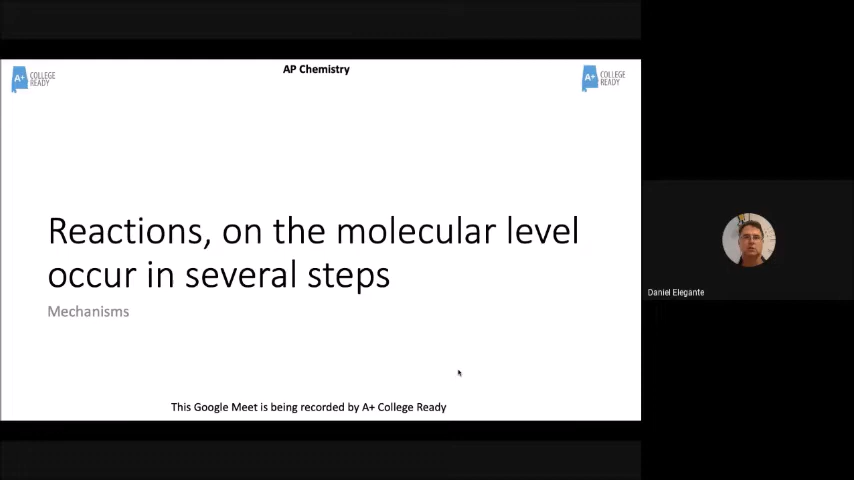 AP Chemistry
A+ COLLEGE READY
A+ COLLEGE READY
Reactions, on the molecular level
occur in several steps
Mechanisms
Daniel Elegante
This Google Meet is being recorded by A+ College Ready